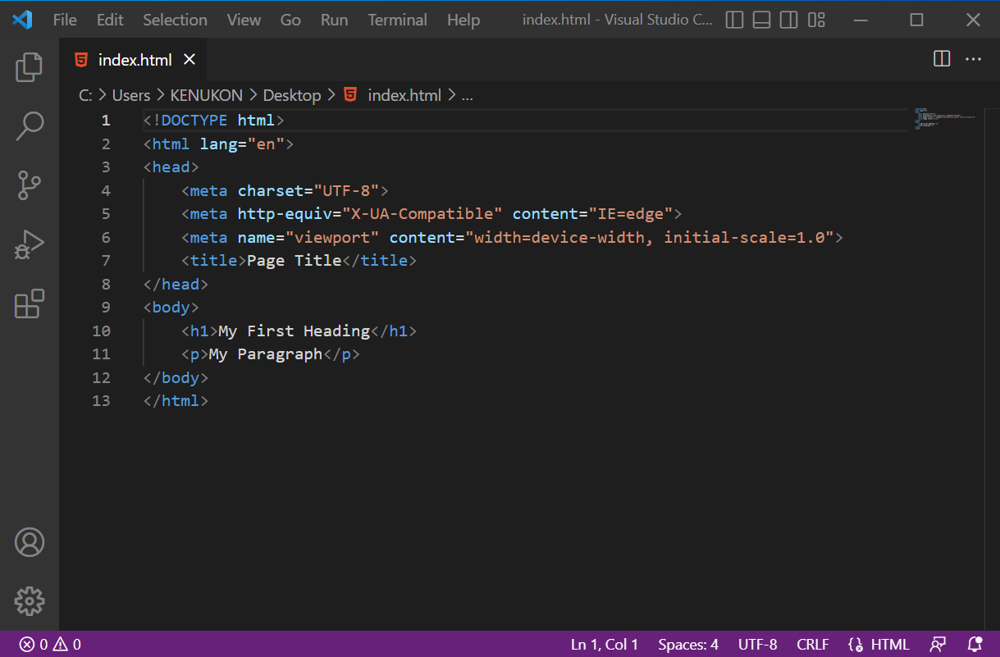 File Edit Selection View Go Run Terminal Help index.html - Visual Studio C...
index.html
C: > Users > KENUKON > Desktop > index.html > ...
1 <!DOCTYPE html>
2 <html lang="en">
3 <head>
4     <meta charset="UTF-8">
5     <meta http-equiv="X-UA-Compatible" content="IE=edge">
6     <meta name="viewport" content="width=device-width, initial-scale=1.0">
7     <title>Page Title</title>
8 </head>
9 <body>
10     <h1>My First Heading</h1>
11     <p>My Paragraph</p>
12 </body>
13 </html>
0 0 Ln 1, Col 1 Spaces: 4 UTF-8 CRLF HTML